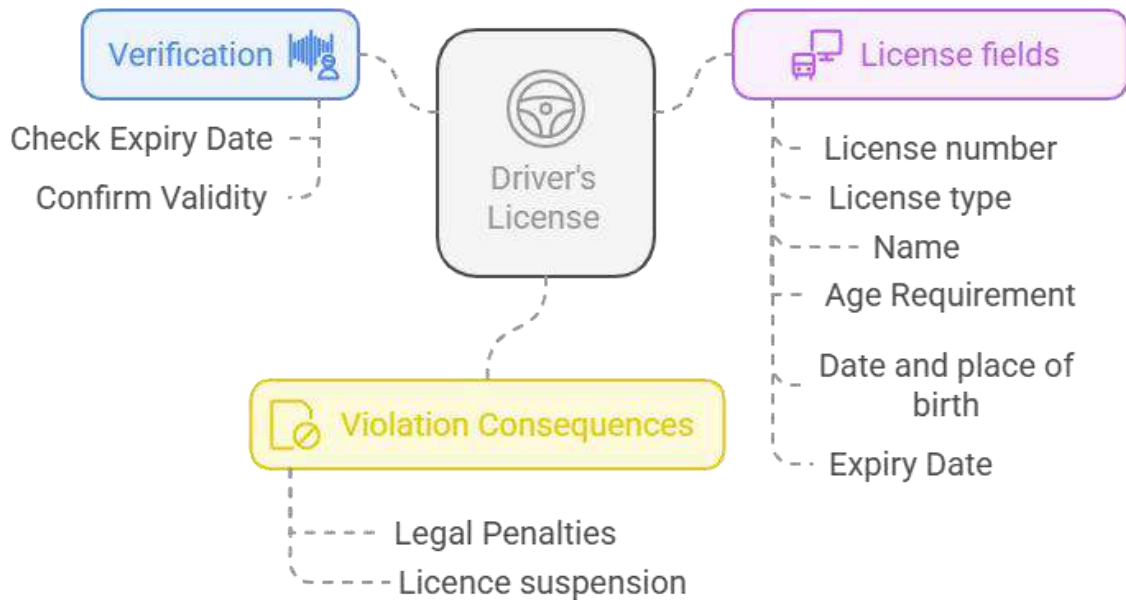 Verification
Check Expiry Date
Confirm Validity
Driver's
License
License fields
License number
License type
Name
Age Requirement
Date and place of
birth
Expiry Date
Violation Consequences
Legal Penalties
Licence suspension